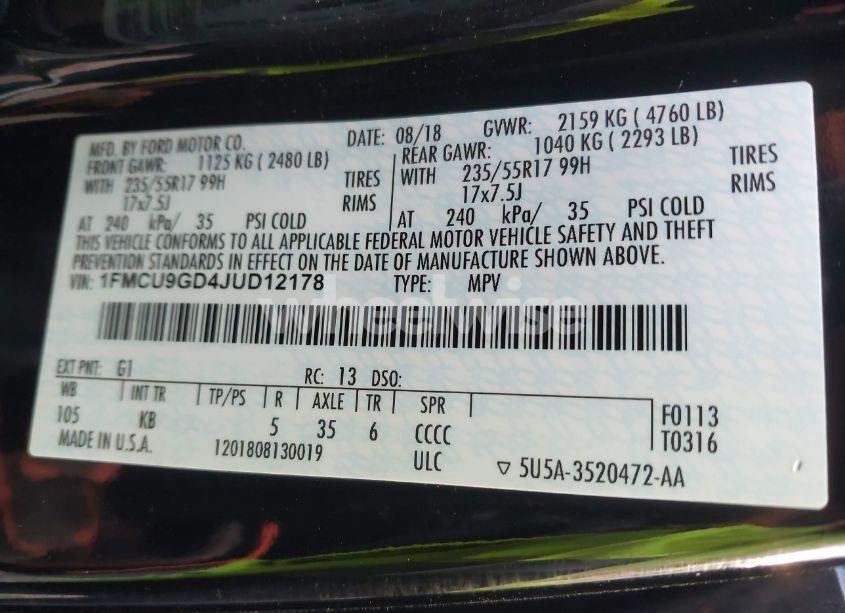 MFD. BY FORD MOTOR CO. DATE: 08/18 GVWR: 2159 KG ( 4760 LB)
FRONT GAWR: 1125 KG ( 2480 LB) REAR GAWR: 1040 KG ( 2293 LB)
WITH 235/55R17 99H TIRES WITH 235/55R17 99H TIRES
17x7.5J RIMS 17x7.5J RIMS
AT 240 kPa/ 35 PSI COLD AT 240 kPa/ 35 PSI COLD
THIS VEHICLE CONFORMS TO ALL APPLICABLE FEDERAL MOTOR VEHICLE SAFETY AND THEFT
PREVENTION STANDARDS IN EFFECT ON THE DATE OF MANUFACTURE SHOWN ABOVE.
VIN: 1FMCU9GD4JUD12178 TYPE: MPV
wheelwise
EXT PNT: G1 RC: 13 DSO:
WB INT TR TP/PS R AXLE TR SPR
105 KB 5 35 6 CCCC
F0113
T0316
MADE IN U.S.A. 1201808130019 ULC
▽ 5U5A-3520472-AA